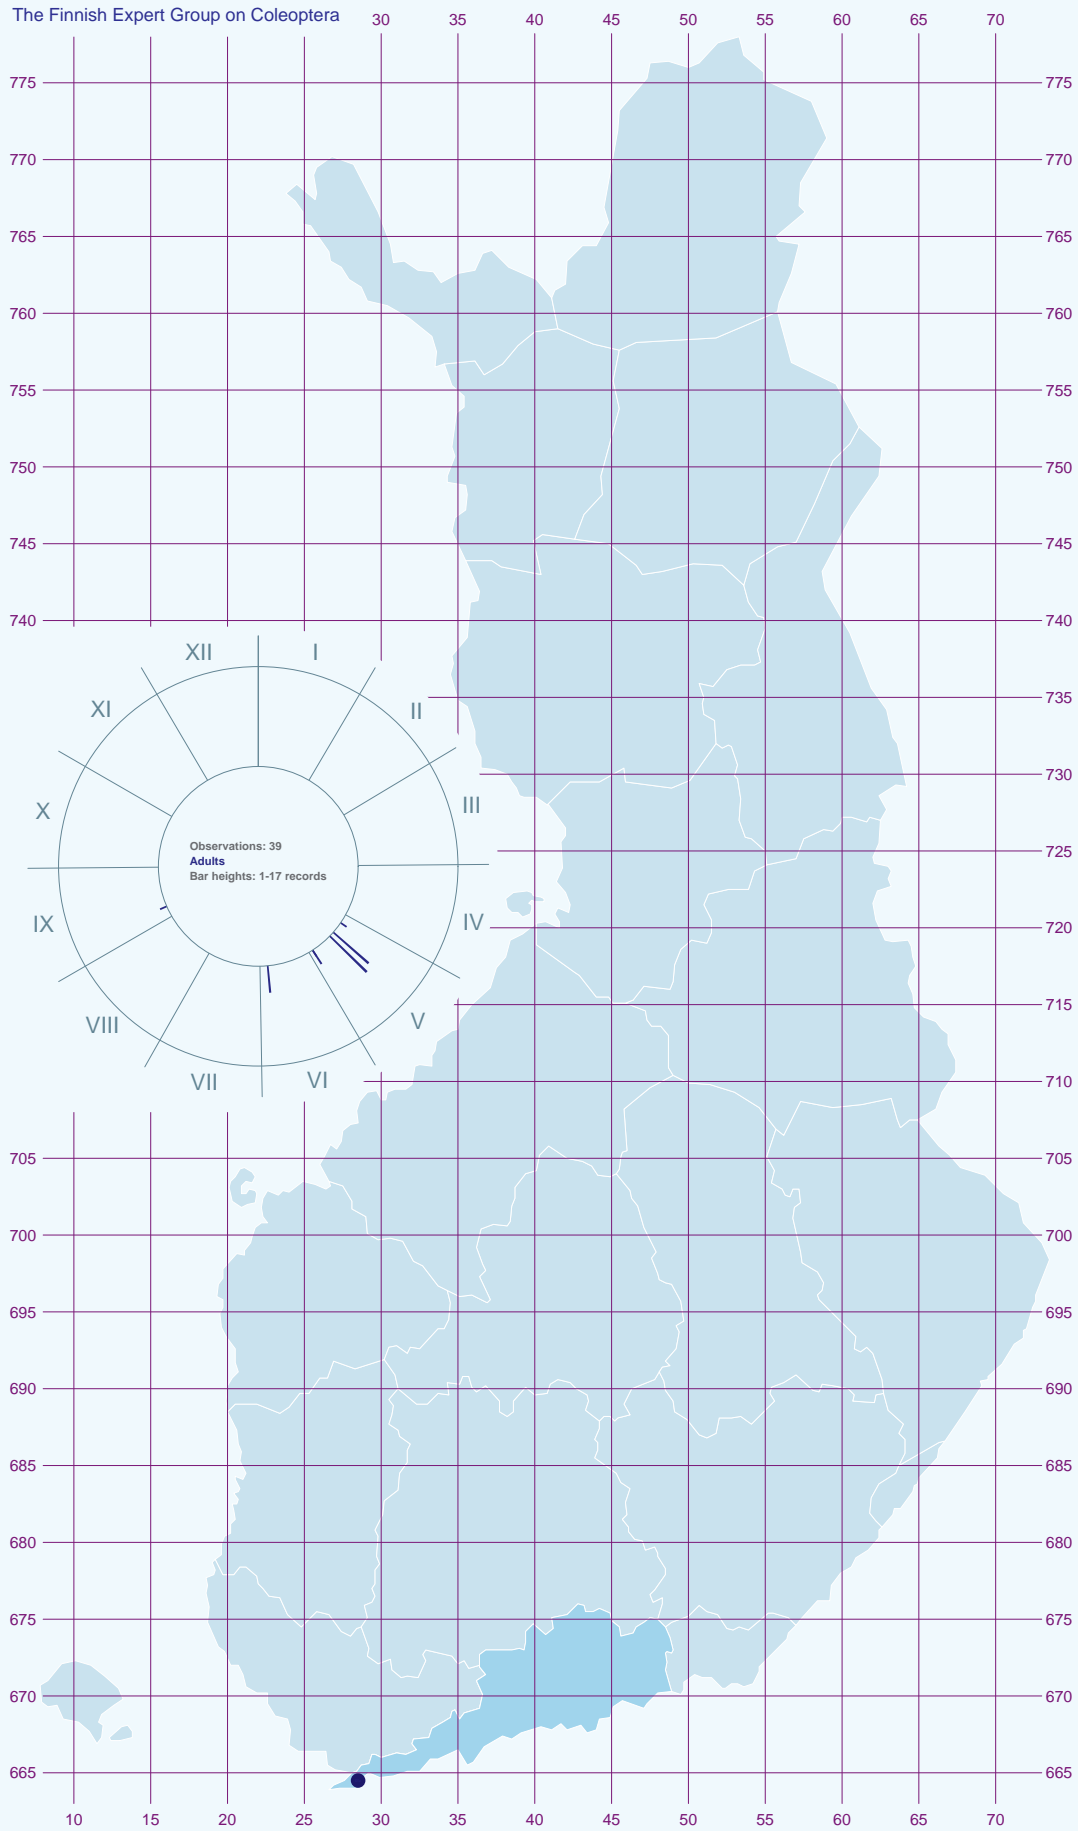 The Finnish Expert Group on Coleoptera 30 35 40 45 50 55 60 65 70
775 775
770 770
765 765
760 760
755 755
750 750
745 745
740 740
XII I
XI II
735
730
X III
725
Observations: 39
Adults
Bar heights: 1-17 records
IX IV 720
715
VIII V
VII VI 710
705 705
700 700
695 695
690 690
685 685
680 680
675 675
670 670
665 665
10 15 20 25 30 35 40 45 50 55 60 65 70